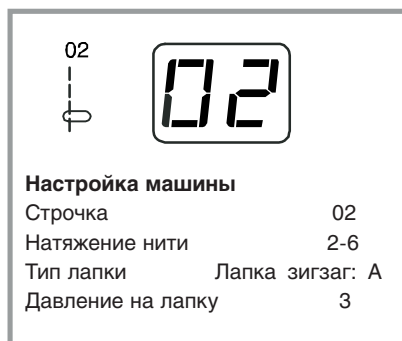 02
02
Настройка машины
Строчка 02
Натяжение нити 2-6
Тип лапки Лапка зигзаг: А
Давление на лапку 3